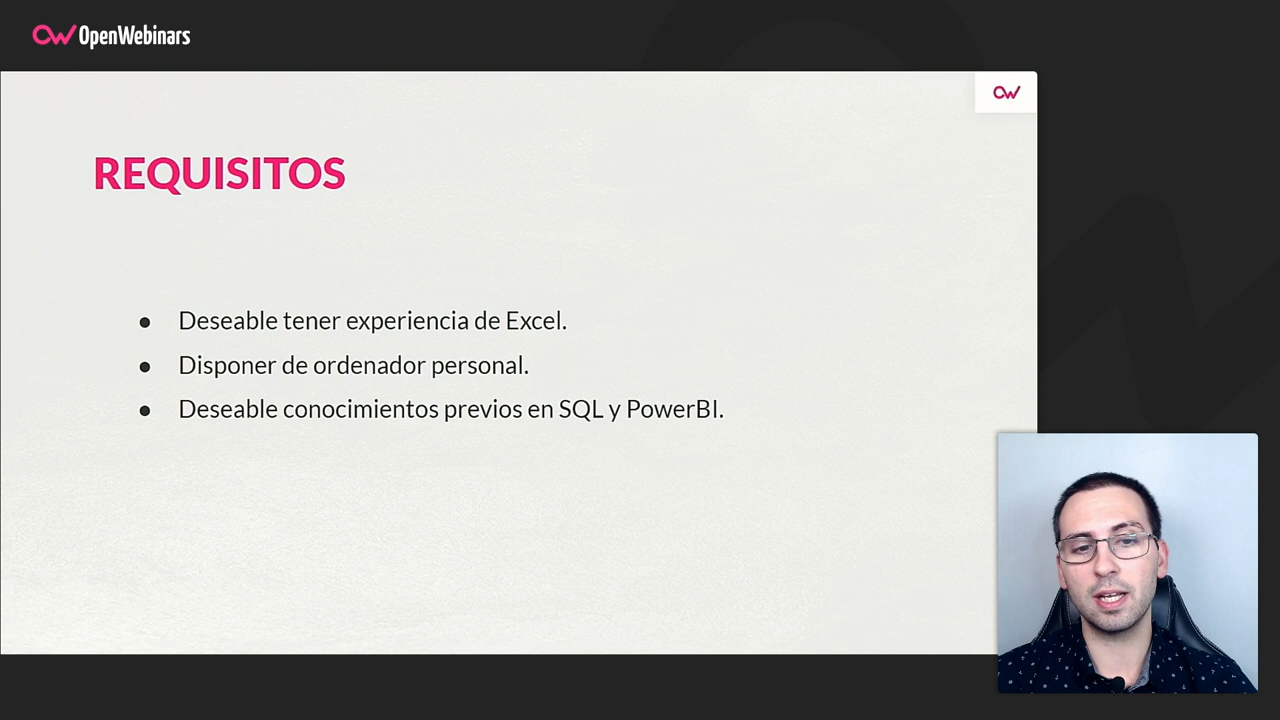 OpenWebinars
REQUISITOS
● Deseable tener experiencia de Excel.
● Disponer de ordenador personal.
● Deseable conocimientos previos en SQL y PowerBI.